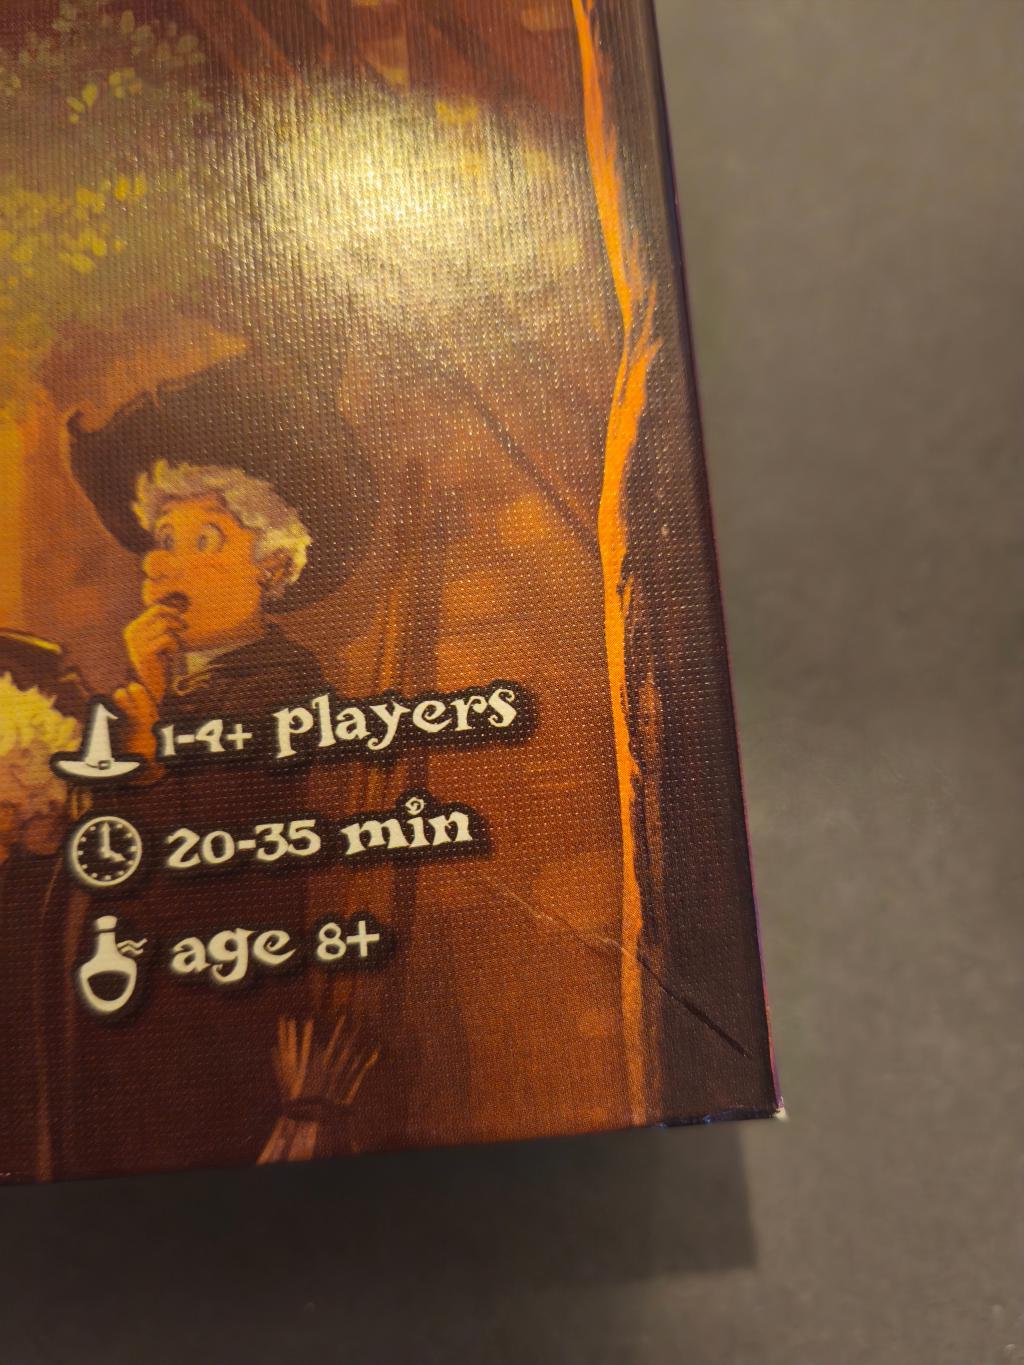 1-4+ Players
20-35 min
age 8+